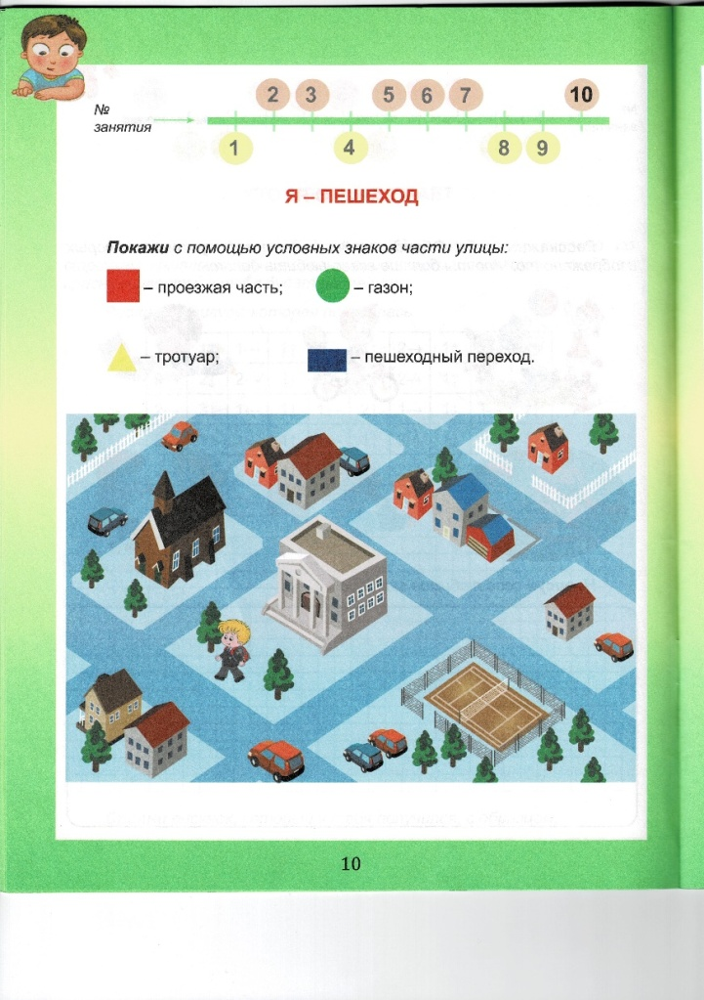 №
занятия
2 3 5 6 7 10
1 4 8 9
Я – ПЕШЕХОД
Покажи с помощью условных знаков части улицы:
– проезжая часть; – газон;
– тротуар; – пешеходный переход.
10